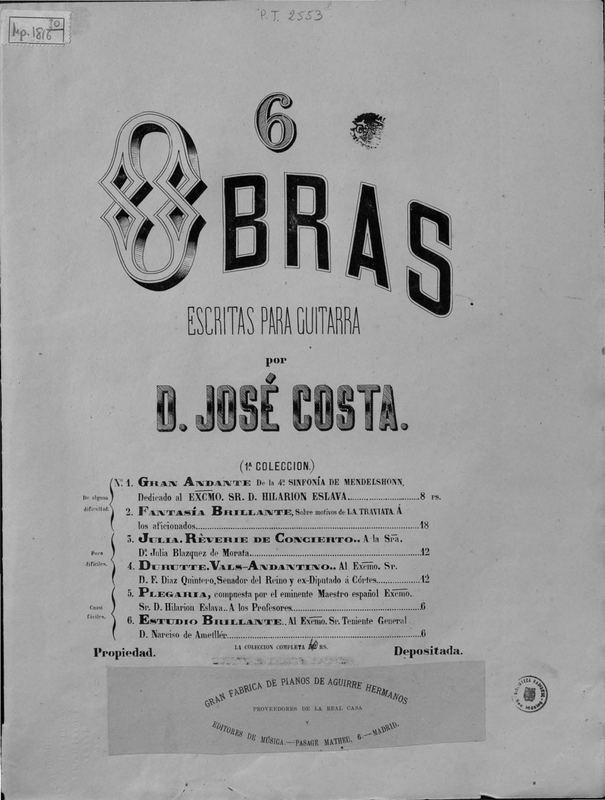 P.T. 2553
Mp. 1816
6
OBRAS
ESCRITAS PARA GUITARRA
por
D. JOSÉ COSTA.
(1ª COLECCION.)
De alguna dificultad.
Nº 1. GRAN ANDANTE De la 4ª SINFONÍA DE MENDELSHONN,
Dedicado al EXCMO. SR. D. HILARION ESLAVA........................8 RS.
2. FANTASÍA BRILLANTE, Sobre motivos de LA TRAVIATA Á
los aficionados........................18
Poco dificiles.
3. JULIA. RÈVERIE DE CONCIERTO.. A la Sra.
Dª Julia Blazquez de Morata........................12
4. DURUTTE. VALS-ANDANTINO.. Al Excmo. Sr.
D. F. Diaz Quintero, Senador del Reino y ex-Diputado á Córtes........12
Casi fáciles.
5. PLEGARIA, compuesta por el eminente Maestro español Excmo.
Sr. D. Hilarion Eslava.. A los Profesores........................6
6. ESTUDIO BRILLANTE.. Al Excmo. Sr. Teniente General
D. Narciso de Ametllér........................6
LA COLECCION COMPLETA 40 RS.
Propiedad. Depositada.
GRAN FABRICA DE PIANOS DE AGUIRRE HERMANOS
PROVEEDORES DE LA REAL CASA
Y
EDITORES DE MÚSICA.—PASAGE MATHEU, 6.—MADRID.